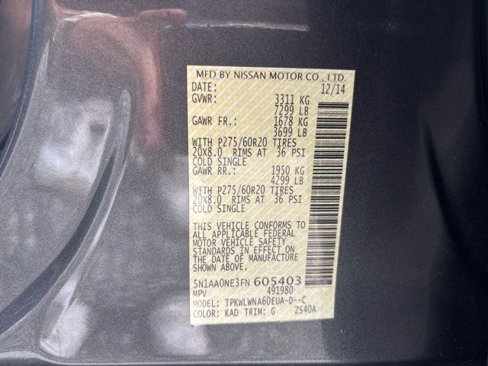 MFD BY NISSAN MOTOR CO., LTD.
DATE: 12/14
GVWR: 3311 KG
7299 LB
GAWR FR.: 1678 KG
3699 LB
WITH P275/60R20 TIRES
20X8.0 RIMS AT 36 PSI
COLD SINGLE
GAWR RR.: 1950 KG
4299 LB
WITH P275/60R20 TIRES
20X8.0 RIMS AT 36 PSI
COLD SINGLE
THIS VEHICLE CONFORMS TO
ALL APPLICABLE FEDERAL
MOTOR VEHICLE SAFETY
STANDARDS IN EFFECT ON
THE DATE OF MANUFACTURE
SHOWN ABOVE.
5N1AA0NE3FN605403
MPV 491980
MODEL: TPKWLWNA60EUA-D--C
COLOR: KAD TRIM: G 2S40A